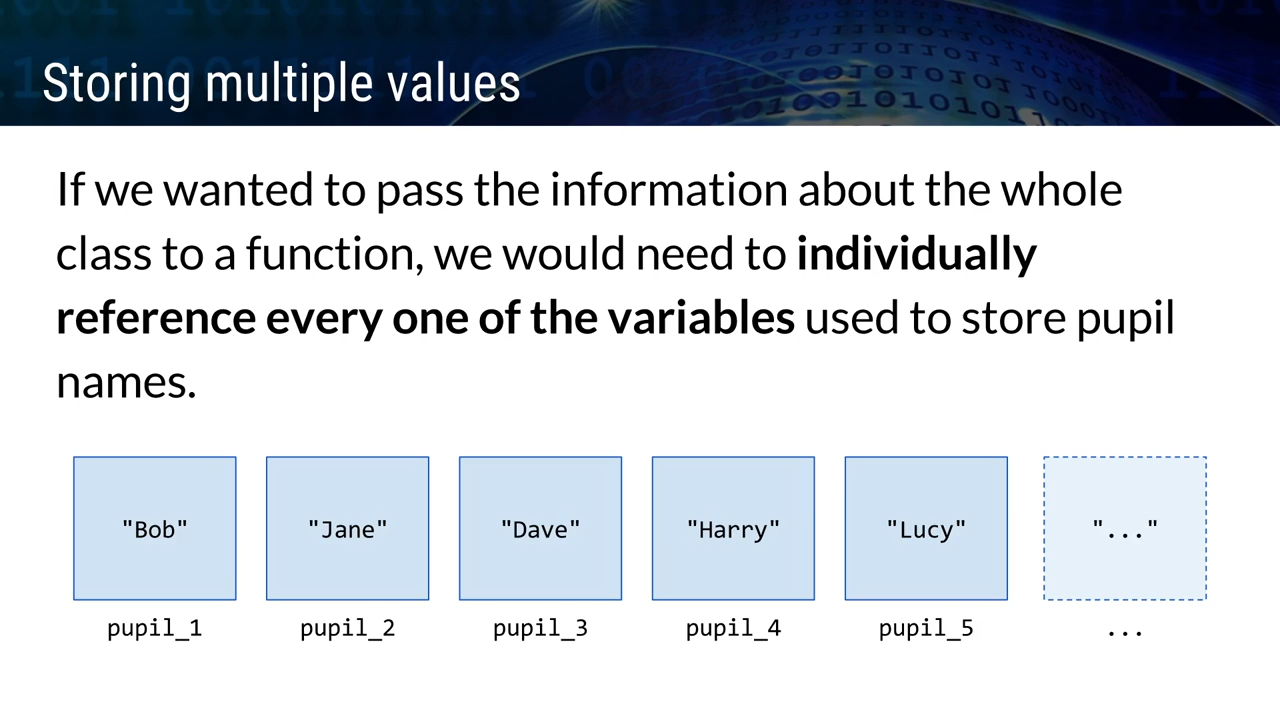 Storing multiple values
If we wanted to pass the information about the whole
class to a function, we would need to individually
reference every one of the variables used to store pupil
names.
"Bob" "Jane" "Dave" "Harry" "Lucy" "..."
pupil_1 pupil_2 pupil_3 pupil_4 pupil_5 ...